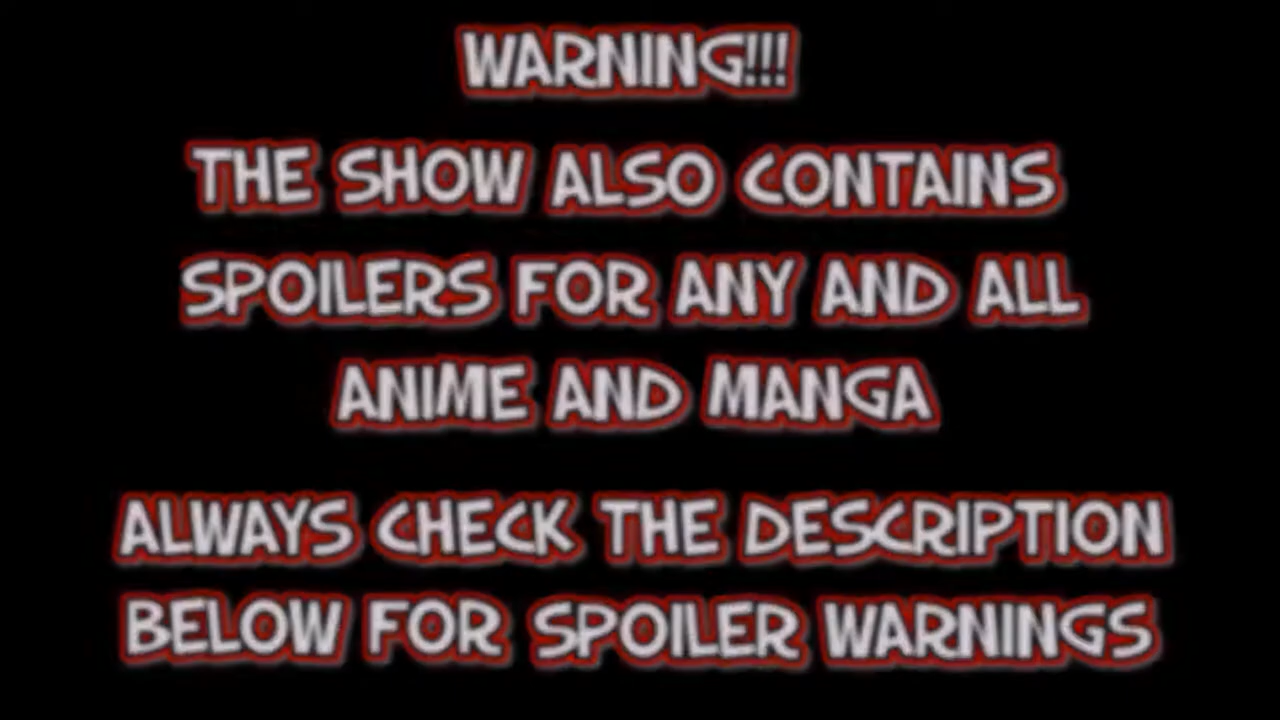 WARNING!!!
THE SHOW ALSO CONTAINS
SPOILERS FOR ANY AND ALL
ANIME AND MANGA
ALWAYS CHECK THE DESCRIPTION
BELOW FOR SPOILER WARNINGS